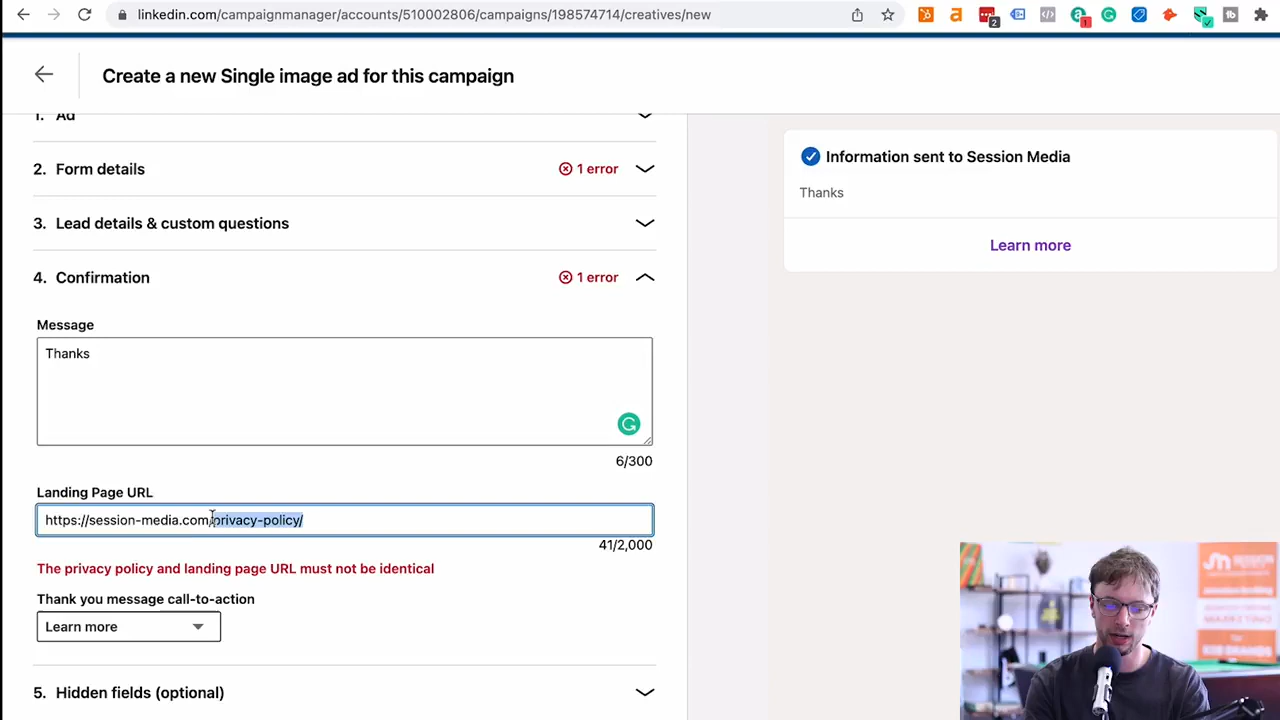 linkedin.com/campaignmanager/accounts/510002806/campaigns/198574714/creatives/new
2
1
Create a new Single image ad for this campaign
1. Ad
2. Form details
1 error
3. Lead details & custom questions
4. Confirmation
1 error
Message
Thanks
6/300
Landing Page URL
https://session-media.com/privacy-policy/
41/2,000
The privacy policy and landing page URL must not be identical
Thank you message call-to-action
Learn more
5. Hidden fields (optional)
Information sent to Session Media
Thanks
Learn more